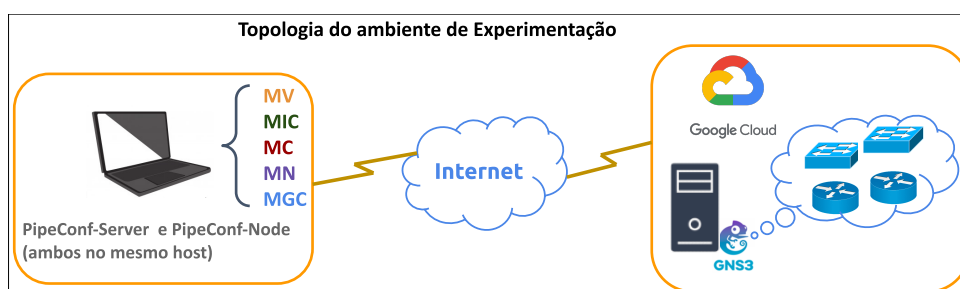 Topologia do ambiente de Experimentação
MV
MIC
MC
MN
MGC
PipeConf-Server e PipeConf-Node
(ambos no mesmo host)
Internet
Google Cloud
GNS3